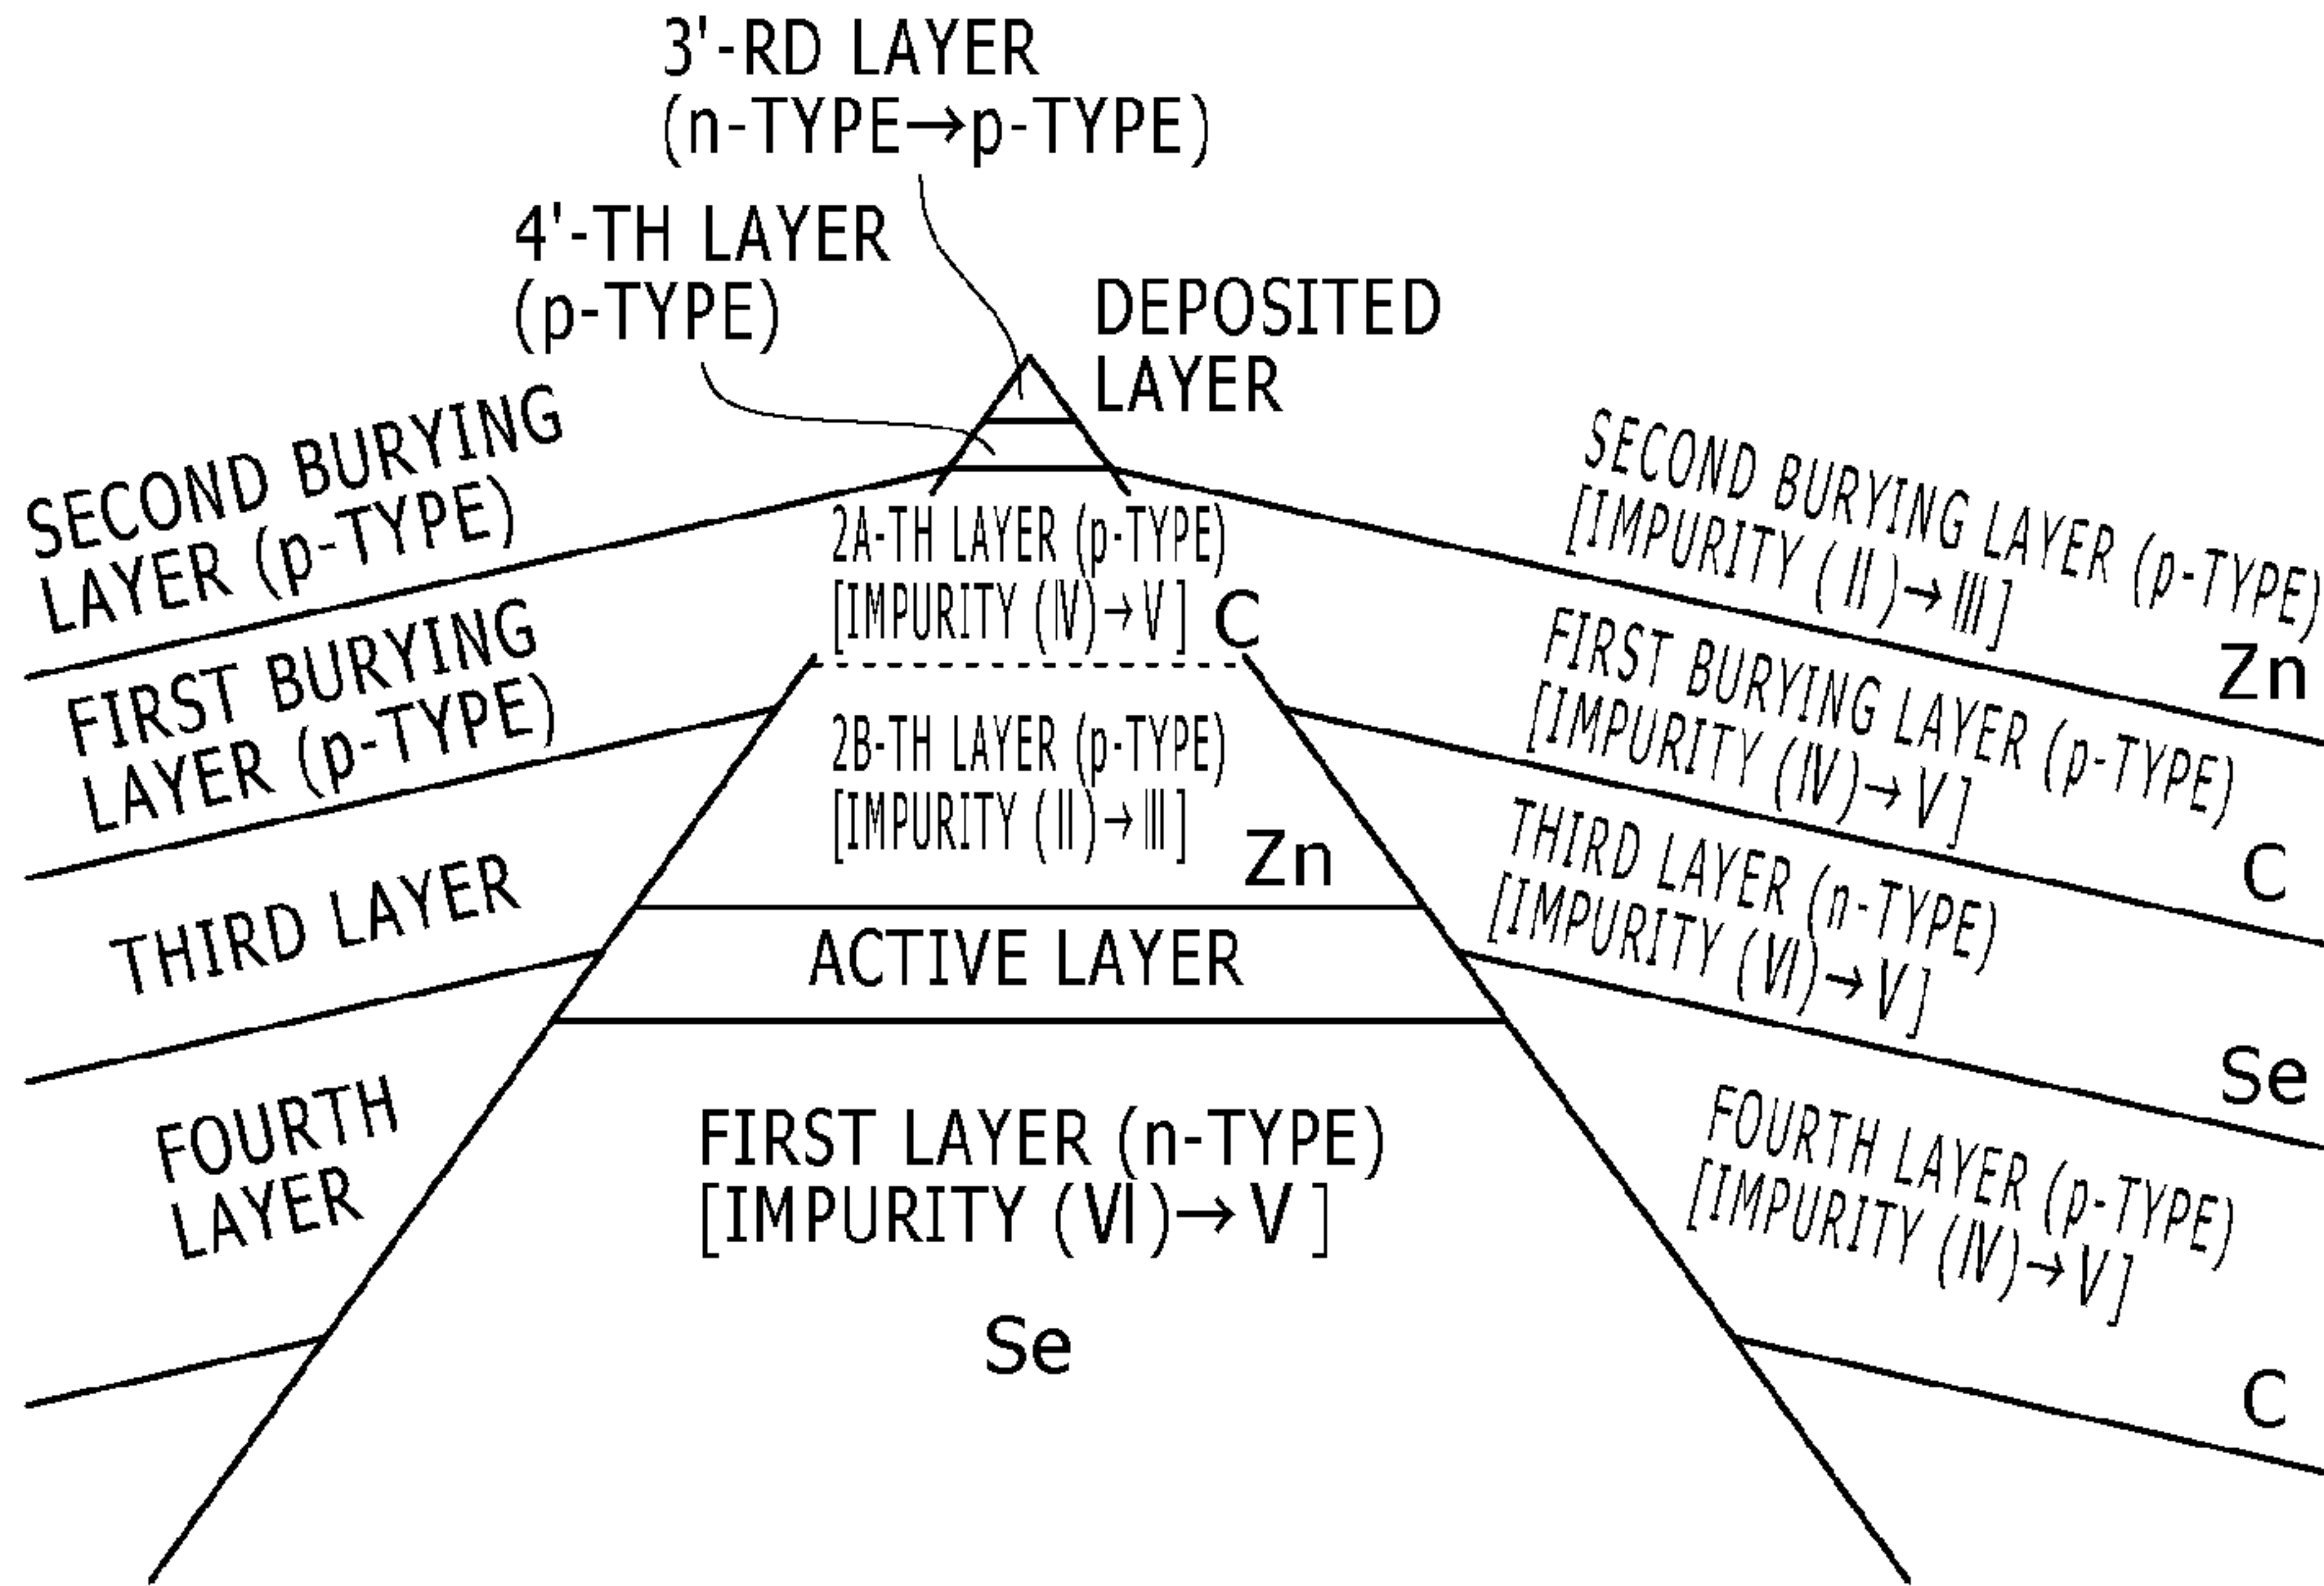 3'-RD LAYER
(n-TYPE→p-TYPE)
4'-TH LAYER
(p-TYPE)
DEPOSITED
LAYER
SECOND BURYING
LAYER (p-TYPE)
FIRST BURYING
LAYER (p-TYPE)
THIRD LAYER
FOURTH
LAYER
2A-TH LAYER (p-TYPE)
[IMPURITY (IV)→V]
C
2B-TH LAYER (p-TYPE)
[IMPURITY (II)→III]
Zn
ACTIVE LAYER
FIRST LAYER (n-TYPE)
[IMPURITY (VI)→V]
Se
SECOND BURYING LAYER (p-TYPE)
[IMPURITY (II)→III]
Zn
FIRST BURYING LAYER (p-TYPE)
[IMPURITY (IV)→V]
C
THIRD LAYER (n-TYPE)
[IMPURITY (VI)→V]
Se
FOURTH LAYER (p-TYPE)
[IMPURITY (IV)→V]
C